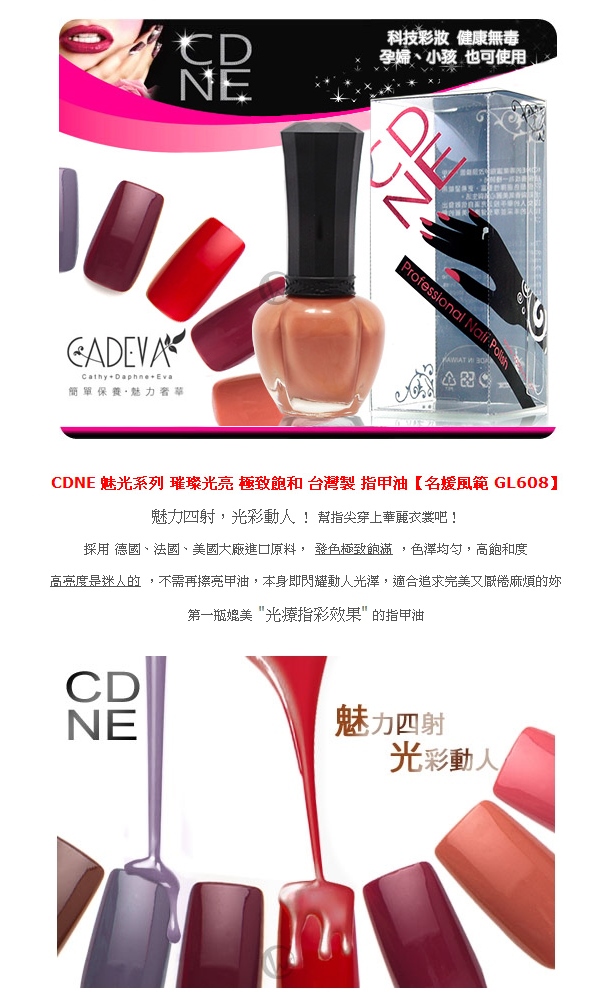 CD
NE
科技彩妝 健康無毒
孕婦、小孩 也可使用
CD
NE
Professional Nail Polish
MADE IN TAIWAN
CADEVA
Cathy+Daphne+Eva
簡單保養·魅力奢華
CDNE 魅光系列 璀璨光亮 極致飽和 台灣製 指甲油【名媛風範 GL608】
魅力四射，光彩動人 ！ 幫指尖穿上華麗衣裳吧！
採用 德國、法國、美國大廠進口原料， 發色極致飽滿 ，色澤均勻，高飽和度
高亮度是迷人的 ，不需再擦亮甲油，本身即閃耀動人光澤，適合追求完美又厭倦麻煩的妳
第一瓶媲美 "光療指彩效果" 的指甲油
CD
NE
魅力四射
光彩動人